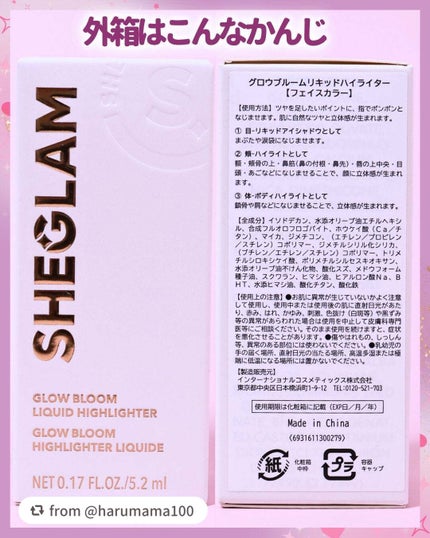 外箱はこんなかんじ
SHEGLAM
GLOW BLOOM
LIQUID HIGHLIGHTER
GLOW BLOOM
HIGHLIGHTER LIQUIDE
NET 0.17 FL.OZ./5.2 ml
from @harumama100
グロウブルームリキッドハイライター
【フェイスカラー】
【使用方法】ツヤを足したいポイントに、指でポンポンと
なじませます。肌に自然なツヤと立体感が生まれます。
① 目-リキッドアイシャドウとして
まぶたや涙袋になじませます。
② 頬-ハイライトとして
額・頬骨の上・鼻筋(鼻の付根・鼻先)・唇の上中央・目
頭・あごなどになじませることで、顔に立体感が生まれ
ます。
③ 体-ボディハイライトとして
鎖骨や肩などになじませることで、立体感が生まれます。
【全成分】イソドデカン、水添オリーブ油エチルヘキシ
ル、合成フルオロフロゴパイト、ホウケイ酸（Ca／チ
タン）、マイカ、ジメチコン、（エチレン／プロピレン
／スチレン）コポリマー、ジメチルシリル化シリカ、
（ブチレン／エチレン／スチレン）コポリマー、トリメ
チルシロキシケイ酸、ポリメチルシルセスキオキサン、
水添オリーブ油不けん化物、酸化スズ、メドウフォーム
種子油、スクワラン、ヒマシ油、ヒアルロン酸Na、B
HT、水添ヒマシ油、酸化チタン、酸化鉄
【使用上の注意】●お肌に異常が生じていないかよく注意
して使用し、使用中または使用後の肌に直射日光があた
り、赤み、はれ、かゆみ、刺激、色抜け（白斑等）や黒ずみ
等の異常があらわれた場合は使用を中止して皮膚科専門
医等にご相談ください。そのまま使用を続けますと、症状
を悪化させることがあります。●傷やはれもの、しっしん
等、異常のある部位には使わないでください。●乳幼児の
手の届く場所、直射日光の当たる場所、高温多湿または極
端に低温になる場所には置かないでください。
【製造販売元】
インターナショナルコスメティックス株式会社
東京都中央区日本橋浜町1-9-12 TEL:0120-521-703
使用期限は化粧箱に記載（EXP日／月／年）
Made in China
(6931611300279)
紙
化粧箱
中枠
プラ
容器
キャップ